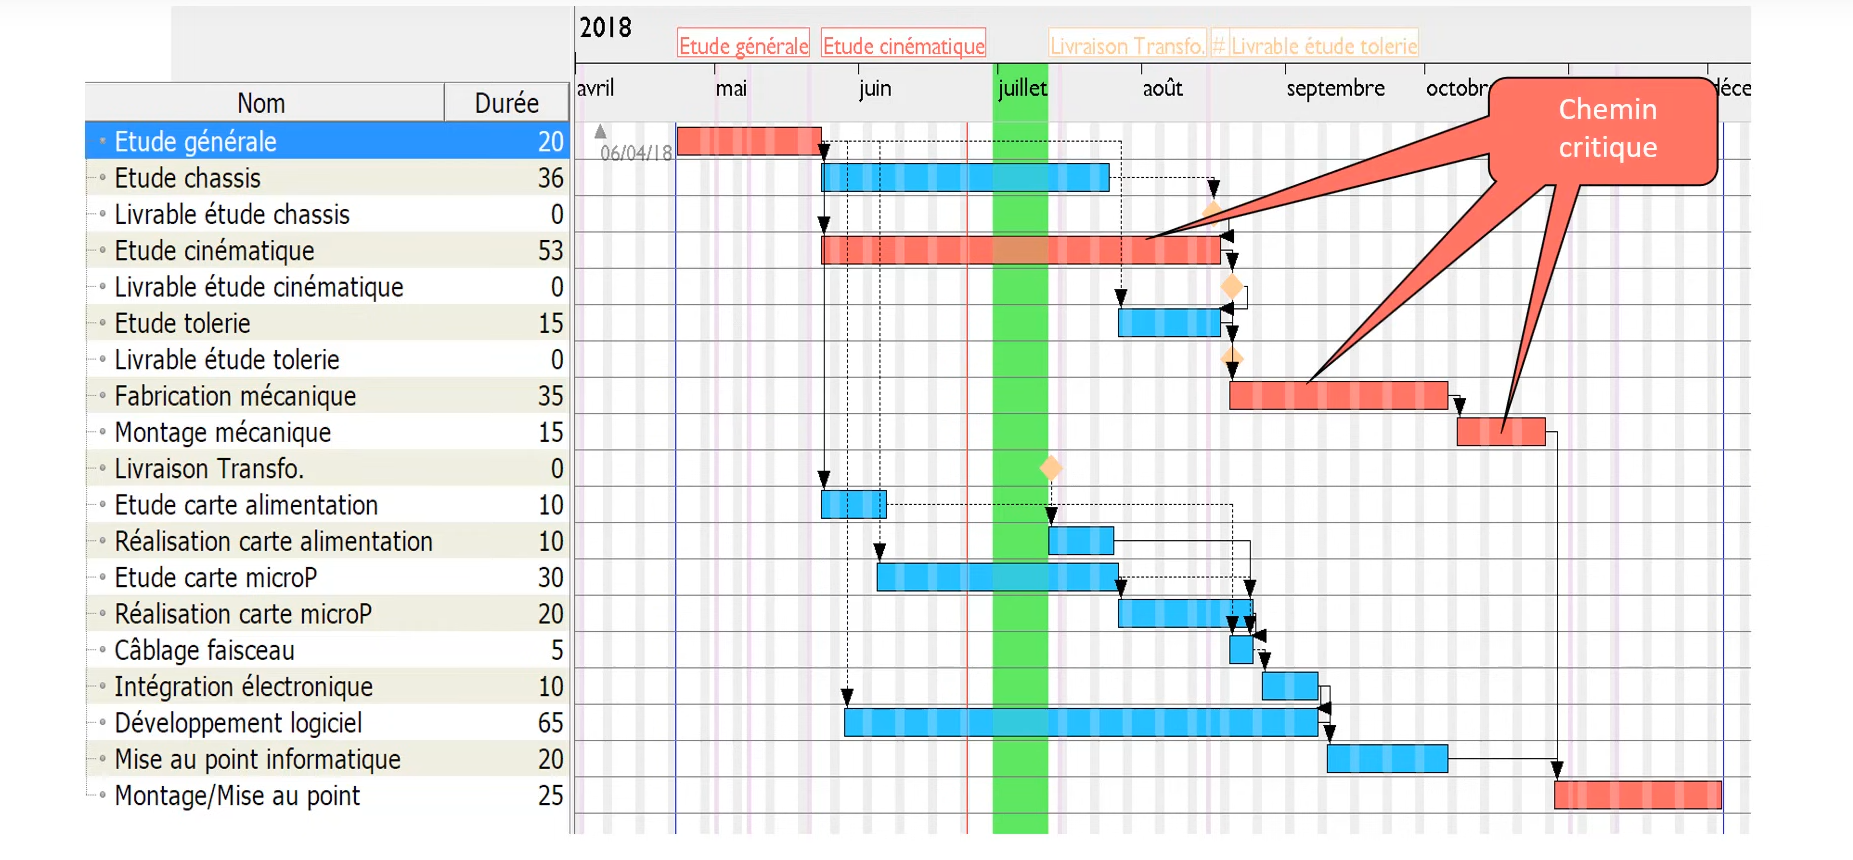 2018
Etude générale
Etude cinématique
Livraison Transfo.
#
Livrable étude tolerie
avril
mai
juin
juillet
août
septembre
octobr
déce
Chemin
critique
06/04/18
Nom Durée
Etude générale 20
Etude chassis 36
Livrable étude chassis 0
Etude cinématique 53
Livrable étude cinématique 0
Etude tolerie 15
Livrable étude tolerie 0
Fabrication mécanique 35
Montage mécanique 15
Livraison Transfo. 0
Etude carte alimentation 10
Réalisation carte alimentation 10
Etude carte microP 30
Réalisation carte microP 20
Câblage faisceau 5
Intégration électronique 10
Développement logiciel 65
Mise au point informatique 20
Montage/Mise au point 25